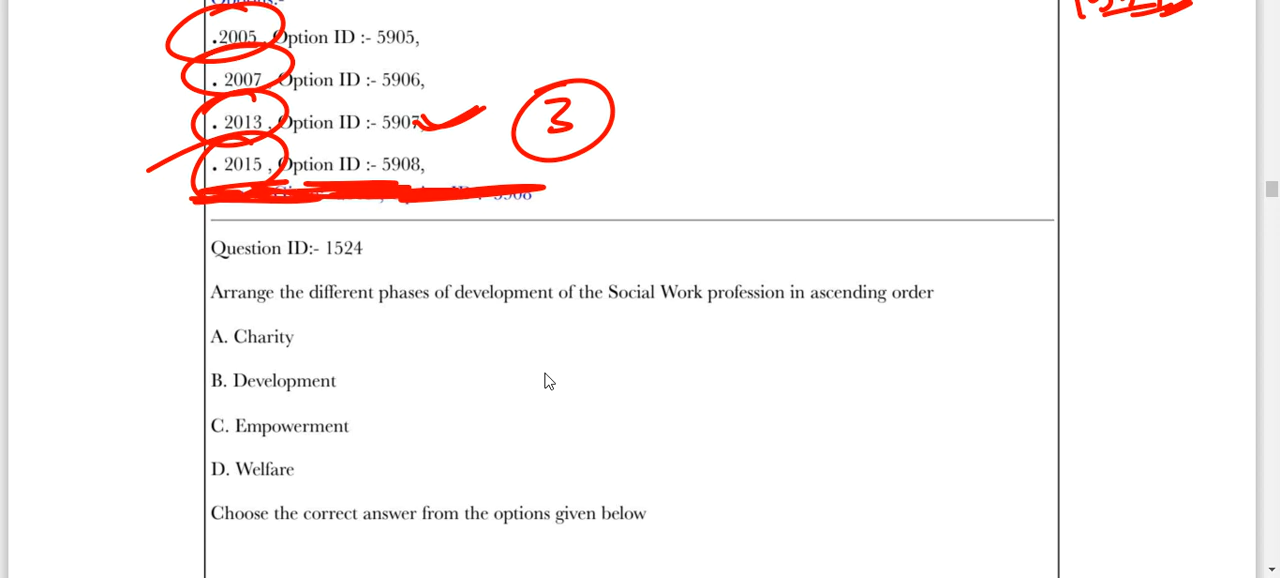 .2005 , Option ID :- 5905,
. 2007 , Option ID :- 5906,
. 2013 , Option ID :- 5907,
3
. 2015 , Option ID :- 5908,
5908
Question ID:- 1524
Arrange the different phases of development of the Social Work profession in ascending order
A. Charity
B. Development
C. Empowerment
D. Welfare
Choose the correct answer from the options given below